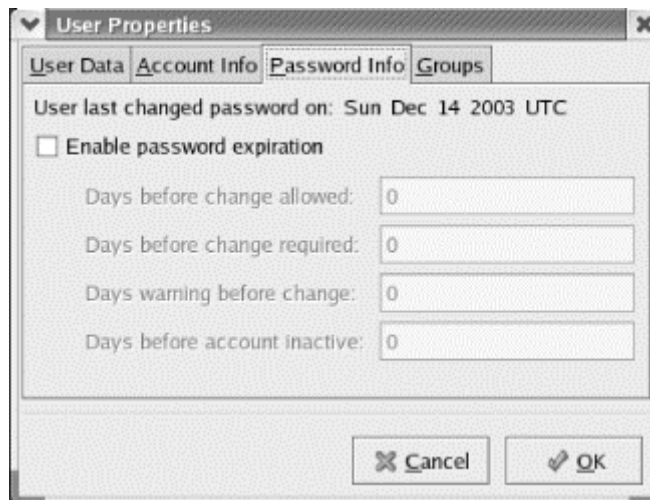 User Properties
User Data Account Info Password Info Groups
User last changed password on: Sun Dec 14 2003 UTC
Enable password expiration
Days before change allowed: 0
Days before change required: 0
Days warning before change: 0
Days before account inactive: 0
Cancel OK